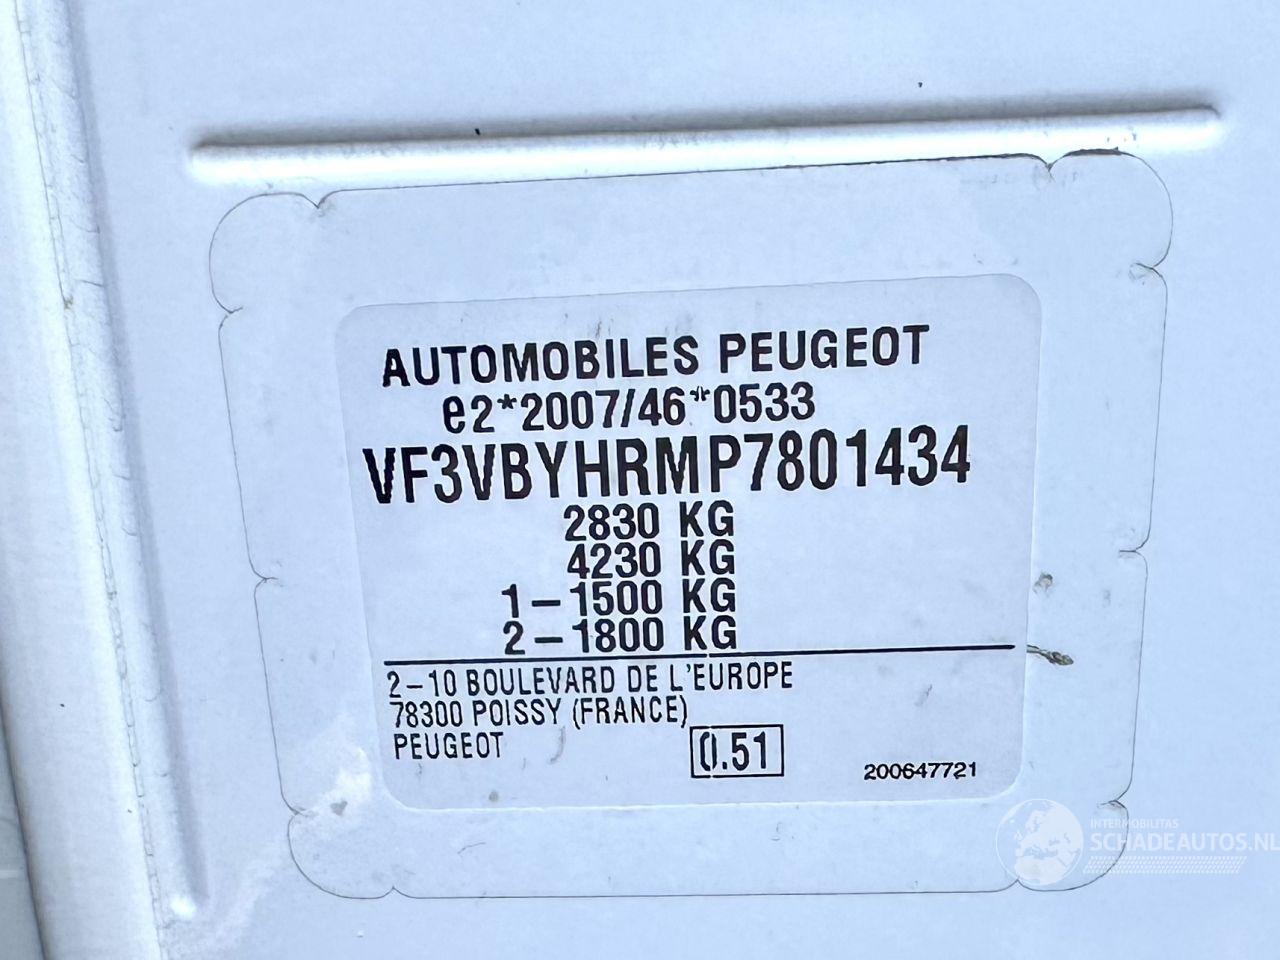 AUTOMOBILES PEUGEOT
e2*2007/46*0533
VF3VBYHRMP7801434
2830 KG
4230 KG
1-1500 KG
2-1800 KG
2-10 BOULEVARD DE L'EUROPE
78300 POISSY (FRANCE)
PEUGEOT
0.51
200647721
INTERMOBILITAS
SCHADEAUTOS.NL